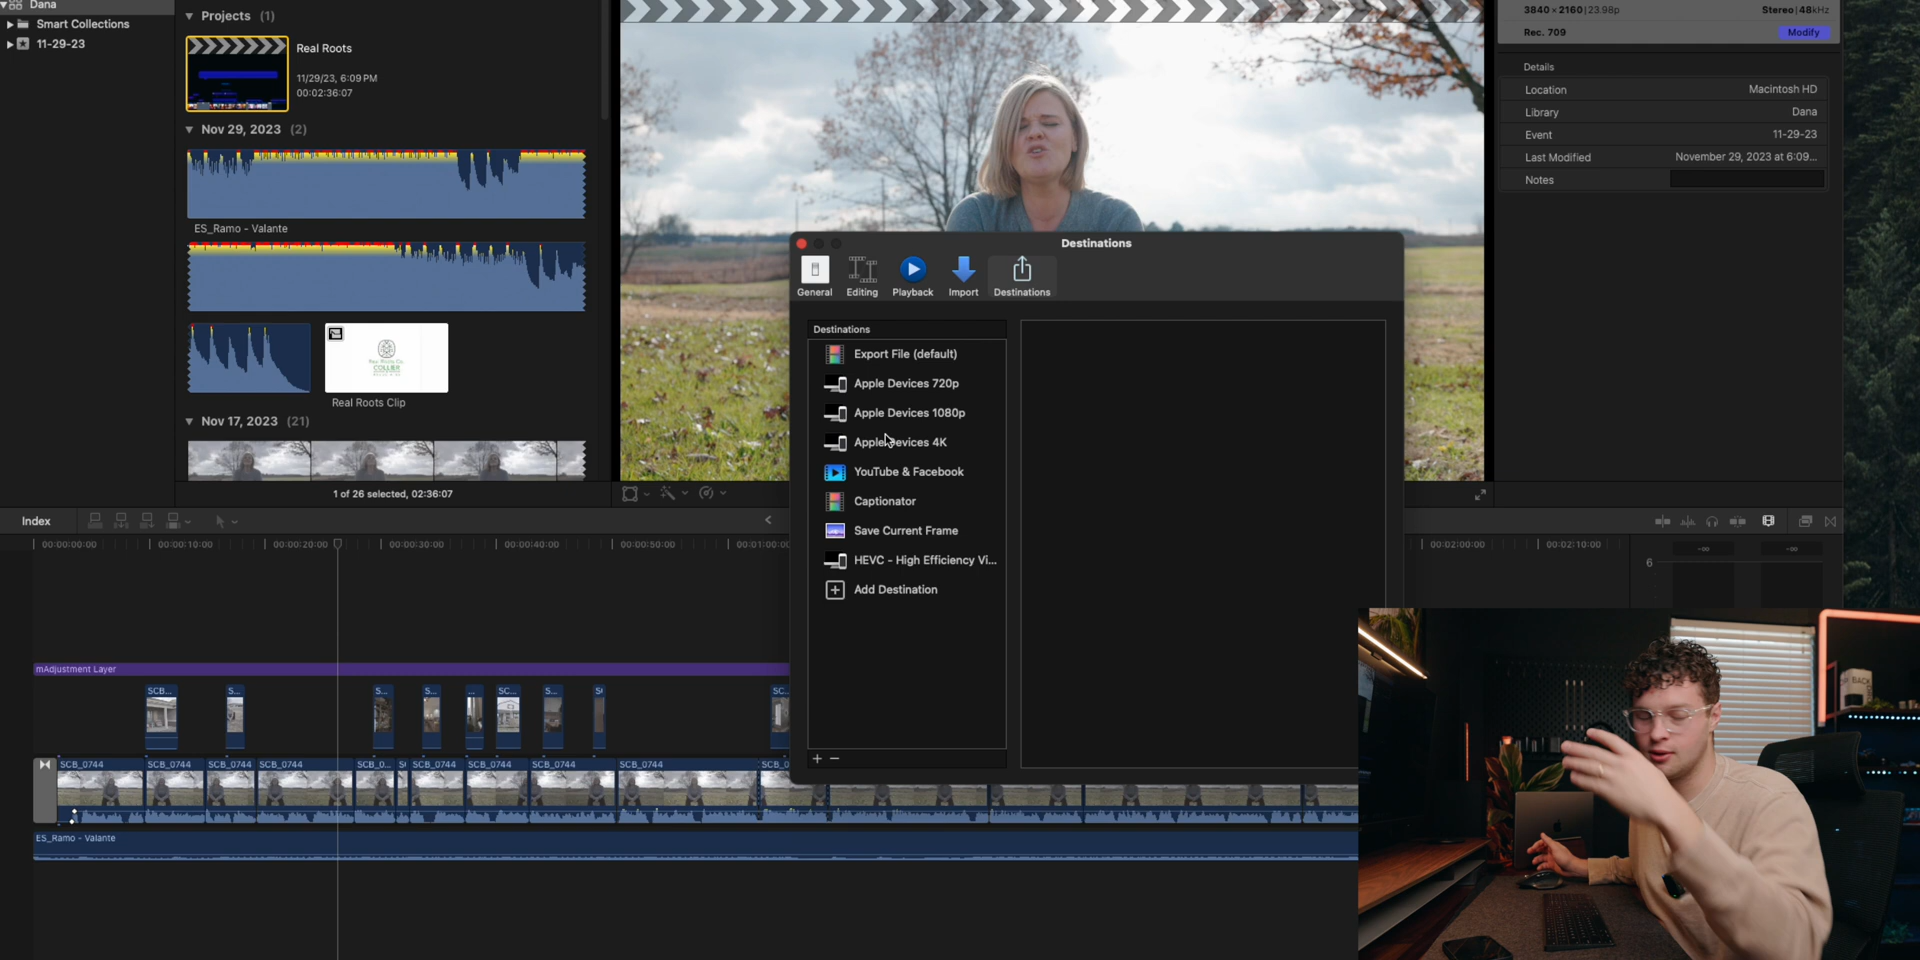 Dana
Smart Collections
11-29-23
Projects (1)
Real Roots
11/29/23, 6:09 PM
00:02:36:07
Nov 29, 2023 (2)
ES_Ramo - Valante
Real Roots Clip
Nov 17, 2023 (21)
1 of 26 selected, 02:36:07
3840 × 2160 | 23.98p Stereo | 48kHz
Rec. 709 Modify
Details
Location Macintosh HD
Library Dana
Event 11-29-23
Last Modified November 29, 2023 at 6:09...
Notes
Destinations
General Editing Playback Import Destinations
Destinations
Export File (default)
Apple Devices 720p
Apple Devices 1080p
Apple Devices 4K
YouTube & Facebook
Captionator
Save Current Frame
HEVC - High Efficiency Vi...
Add Destination
+ −
Index
00:00:00:00 00:00:10:00 00:00:20:00 00:00:30:00 00:00:40:00 00:00:50:00 00:01:00:00 00:02:00:00 00:02:10:00
-∞ -∞
6
mAdjustment Layer
SCB... S... S... S... ... SC... S... S( SC...
SCB_0744 SCB_0744 SCB_0744 SCB_0744 SCB_0... S( SCB_0744 SCB_0744 SCB_0744 SCB_0744 SCB_0
ES_Ramo - Valante